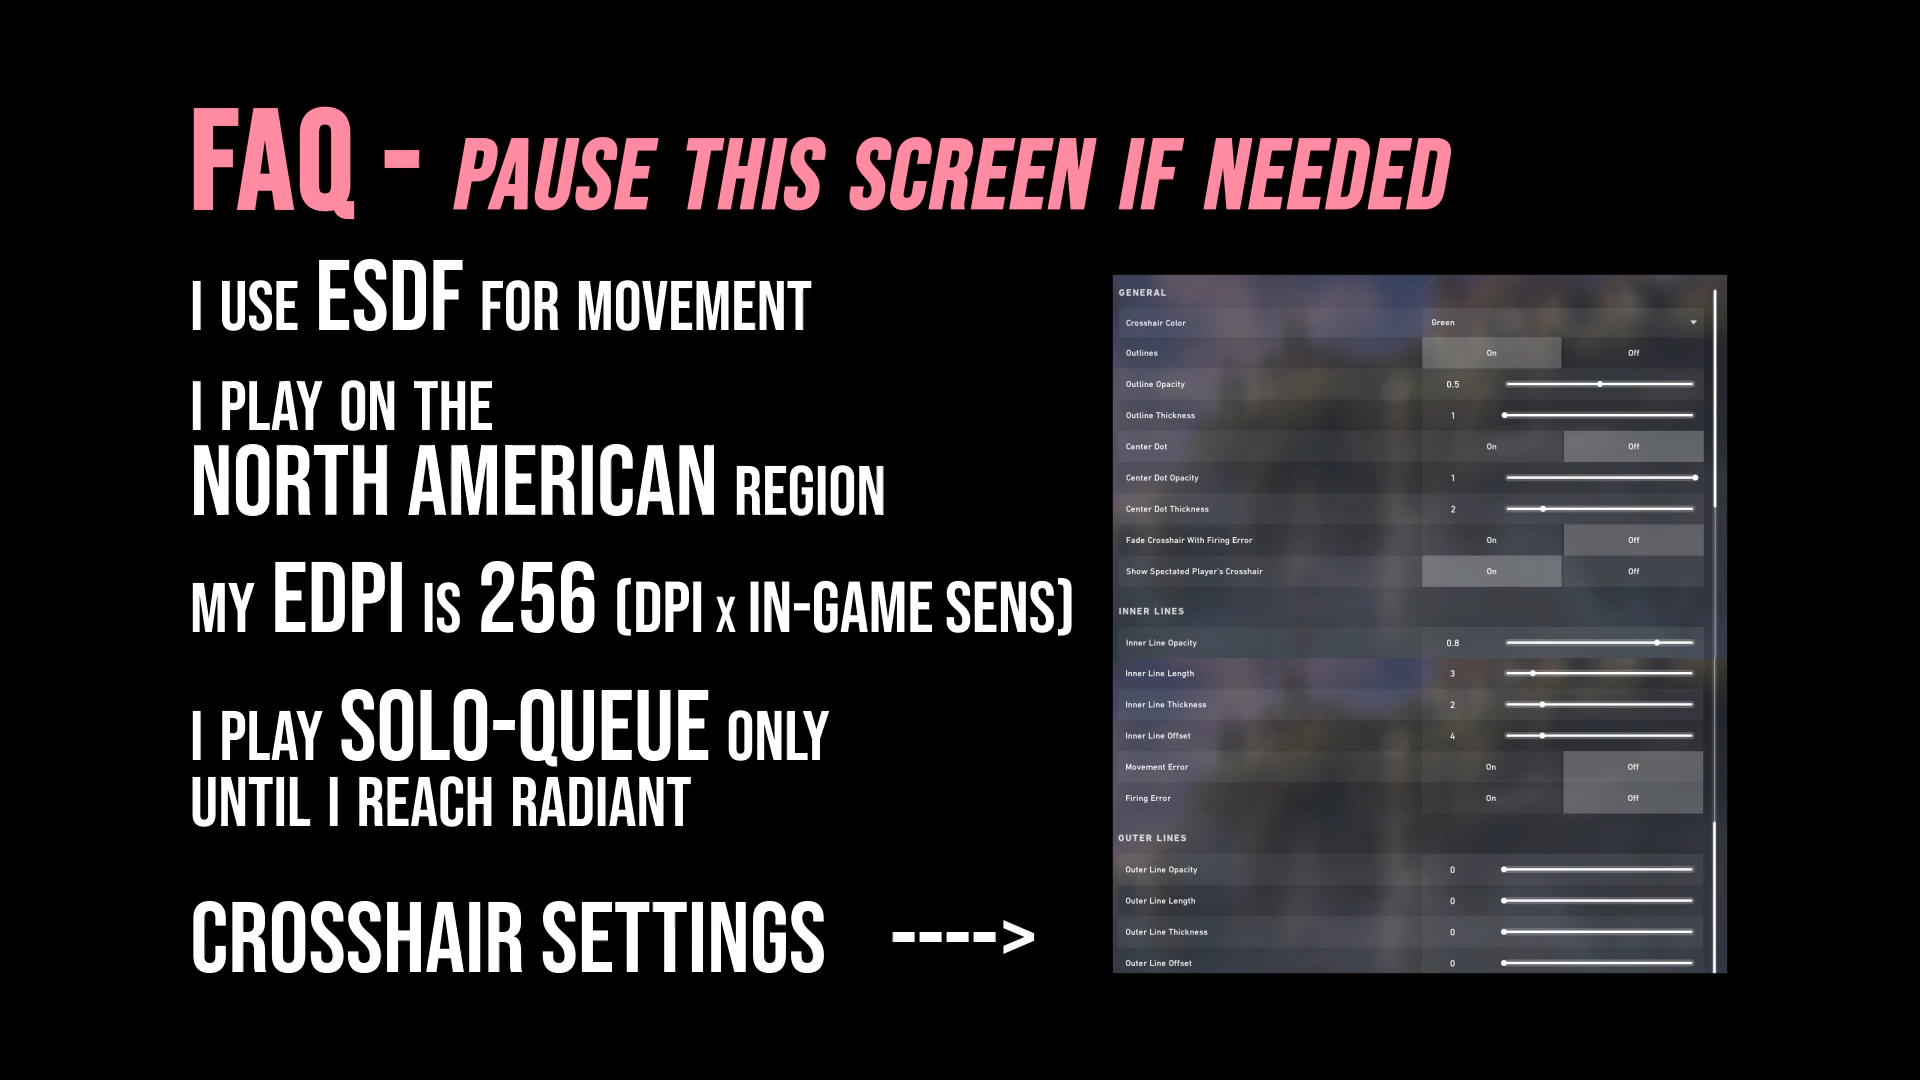 FAQ - PAUSE THIS SCREEN IF NEEDED
I USE ESDF FOR MOVEMENT
I PLAY ON THE
NORTH AMERICAN REGION
MY EDPI IS 256 (DPI X IN-GAME SENS)
I PLAY SOLO-QUEUE ONLY
UNTIL I REACH RADIANT
CROSSHAIR SETTINGS ---->
GENERAL
Crosshair Color Green
Outlines On Off
Outline Opacity 0.5
Outline Thickness 1
Center Dot On Off
Center Dot Opacity 1
Center Dot Thickness 2
Fade Crosshair With Firing Error On Off
Show Spectated Player's Crosshair On Off
INNER LINES
Inner Line Opacity 0.8
Inner Line Length 3
Inner Line Thickness 2
Inner Line Offset 4
Movement Error On Off
Firing Error On Off
OUTER LINES
Outer Line Opacity 0
Outer Line Length 0
Outer Line Thickness 0
Outer Line Offset 0